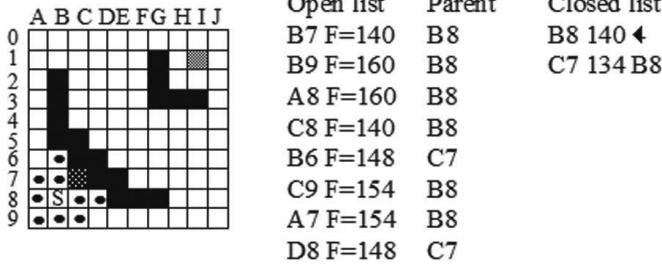 Open list Parent Closed list
A B C D E F G H I J
0
1
2
3
4
5
6
7
8 S
9
B7 F=140 B8 B8 140
B9 F=160 B8 C7 134 B8
A8 F=160 B8
C8 F=140 B8
B6 F=148 C7
C9 F=154 B8
A7 F=154 B8
D8 F=148 C7